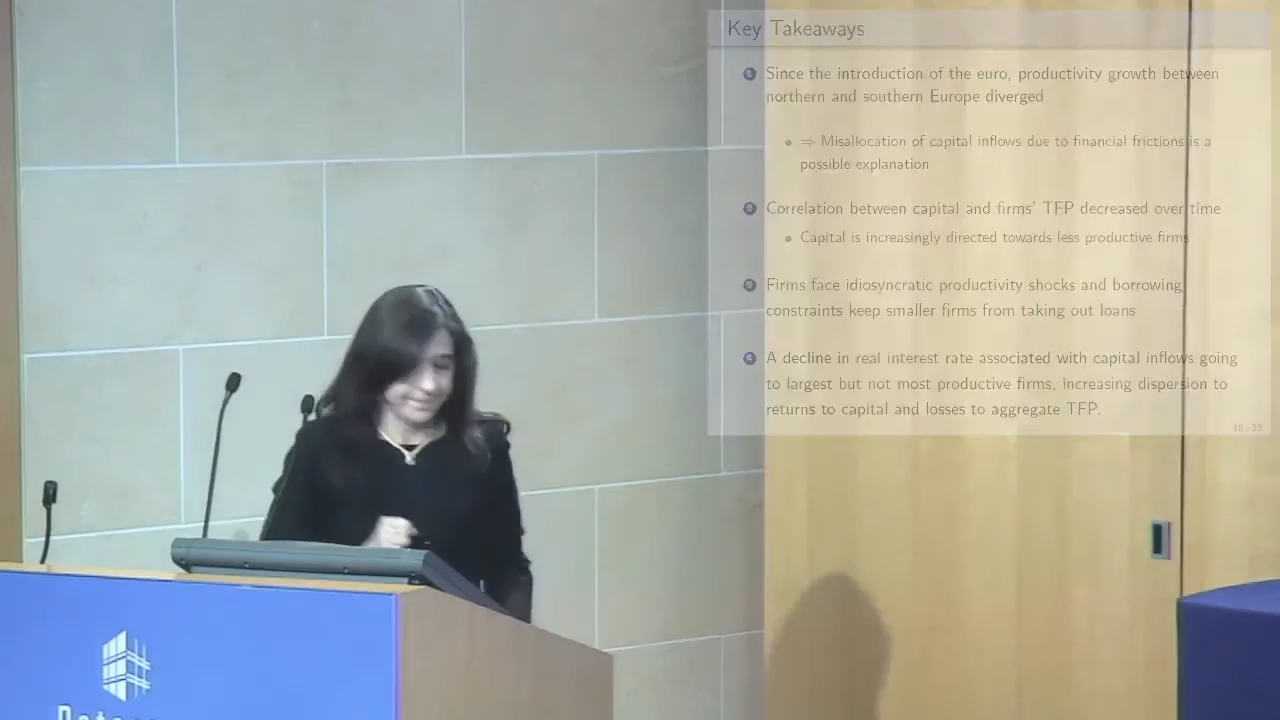 Key Takeaways
1 Since the introduction of the euro, productivity growth between
northern and southern Europe diverged
• ⇒ Misallocation of capital inflows due to financial frictions is a
possible explanation
2 Correlation between capital and firms' TFP decreased over time
• Capital is increasingly directed towards less productive firms
3 Firms face idiosyncratic productivity shocks and borrowing
constraints keep smaller firms from taking out loans
4 A decline in real interest rate associated with capital inflows going
to largest but not most productive firms, increasing dispersion to
returns to capital and losses to aggregate TFP.